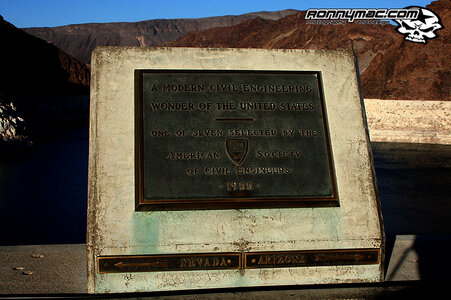 RONNYMAC.COM
A MODERN CIVIL ENGINEERING
WONDER OF THE UNITED STATES
ONE OF SEVEN SELECTED BY THE
AMERICAN SOCIETY
OF CIVIL ENGINEERS
1955
NEVADA ARIZONA